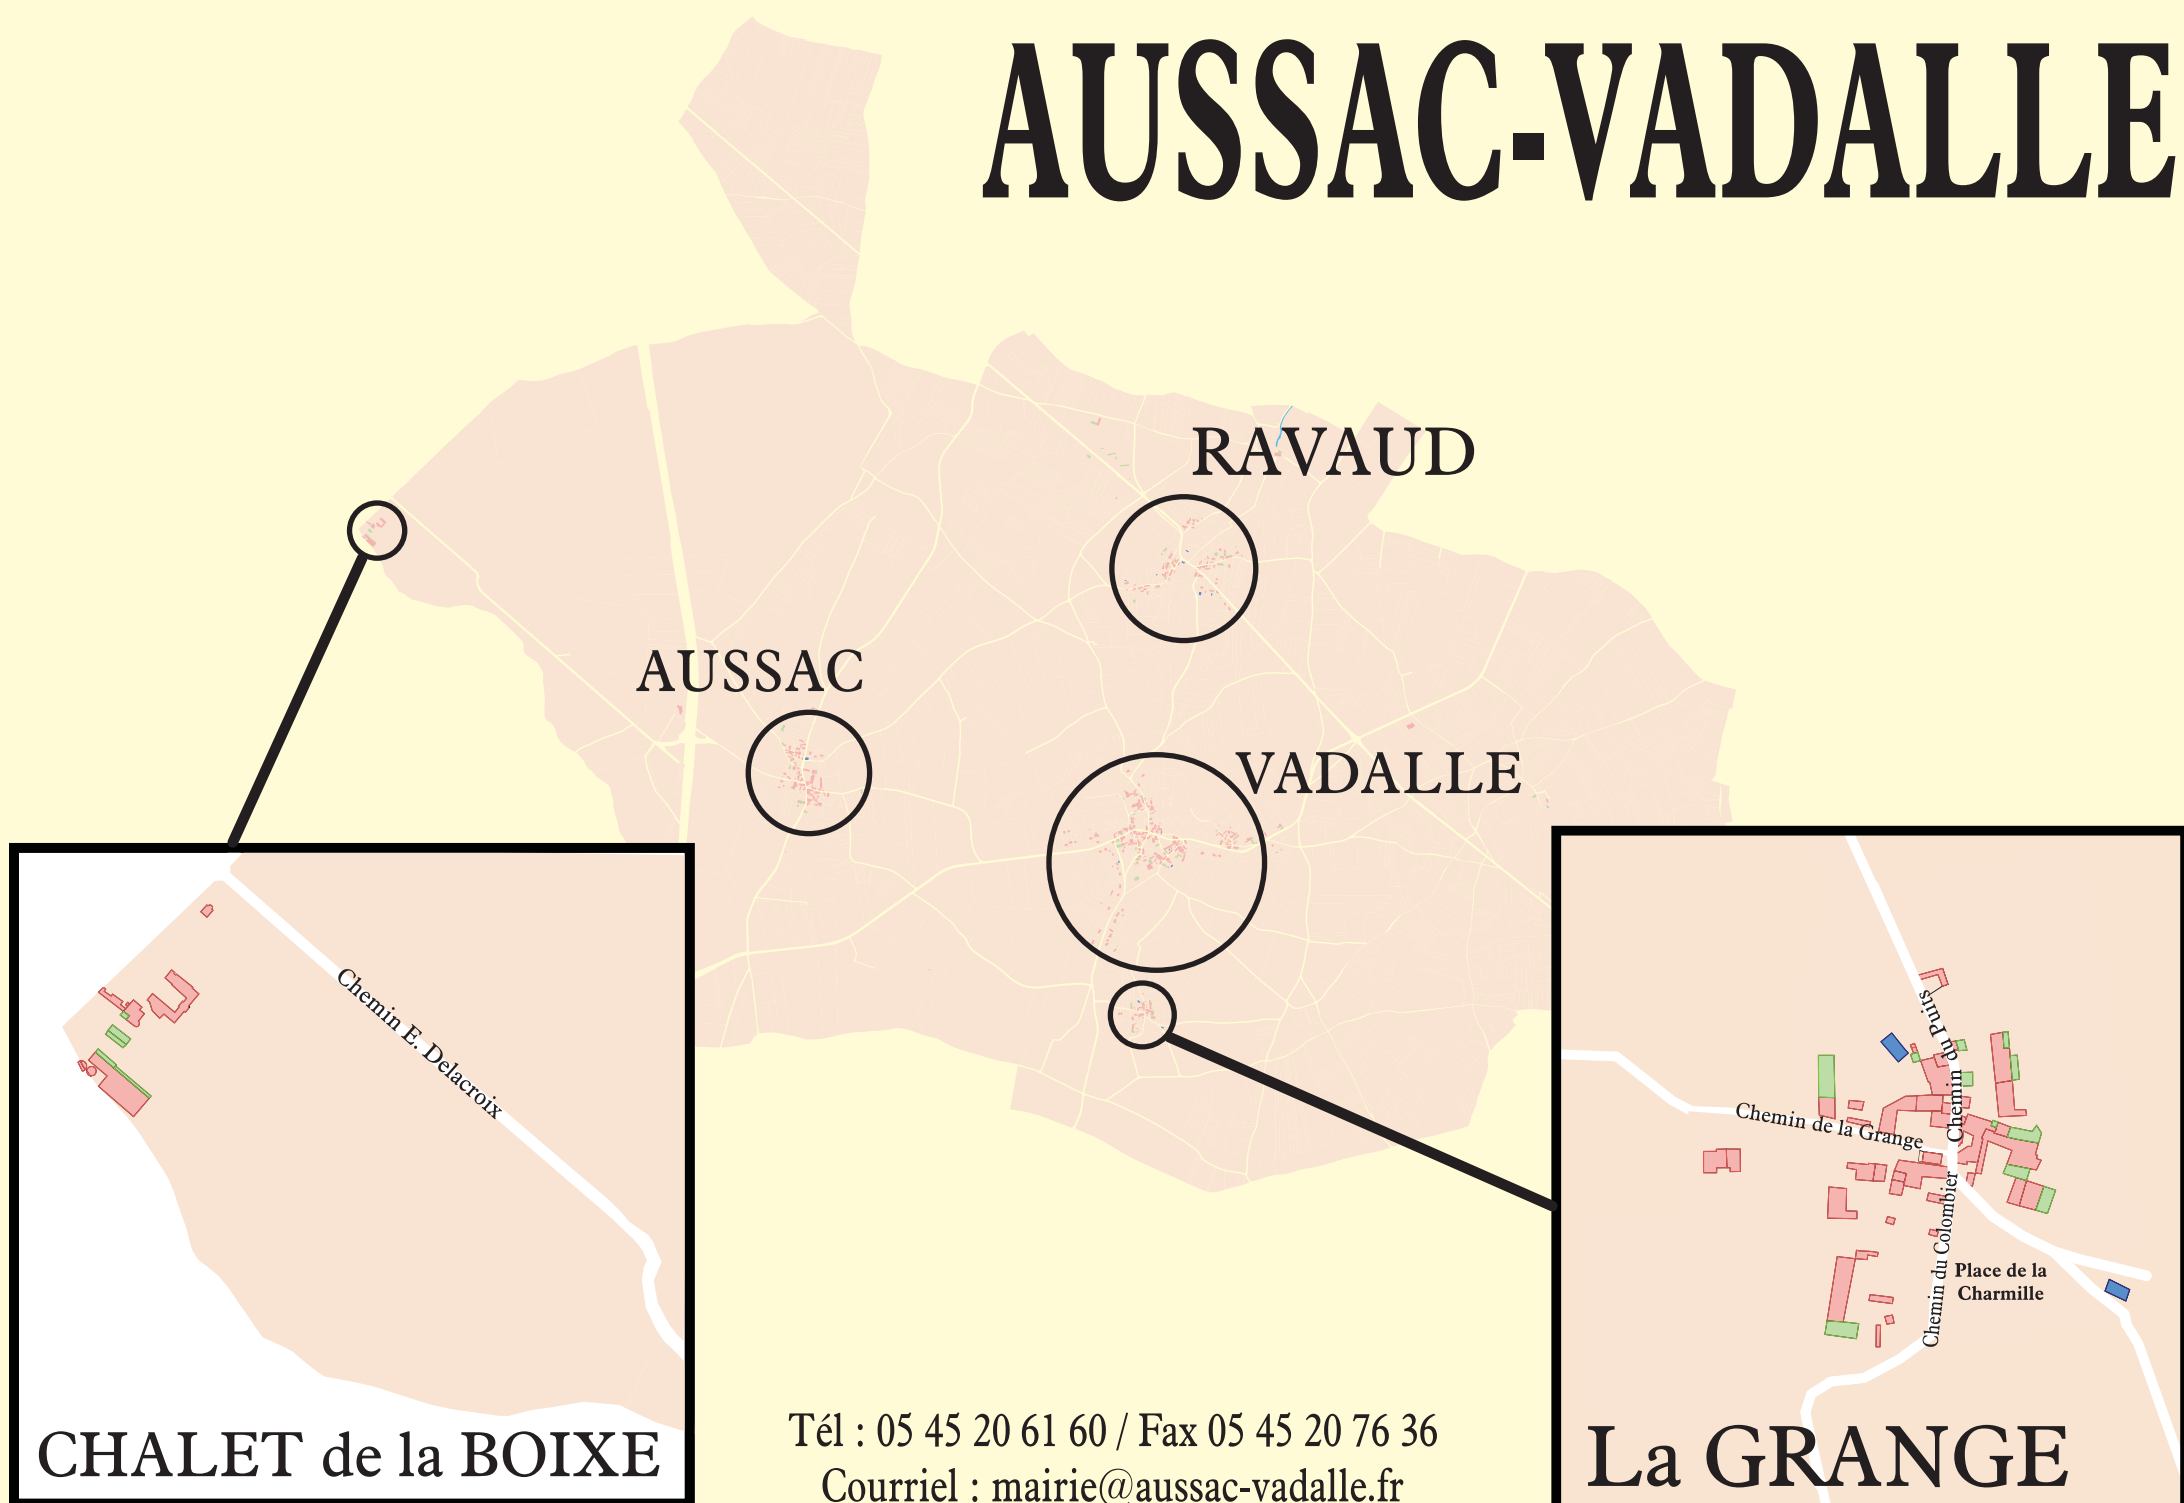 AUSSAC-VADALLE
RAVAUD
AUSSAC
VADALLE
Chemin E. Delacroix
CHALET de la BOIXE
Chemin du Puits
Chemin de la Grange
Chemin du Colombier
Place de la
Charmille
La GRANGE
Tél : 05 45 20 61 60 / Fax 05 45 20 76 36
Courriel : mairie@aussac-vadalle.fr